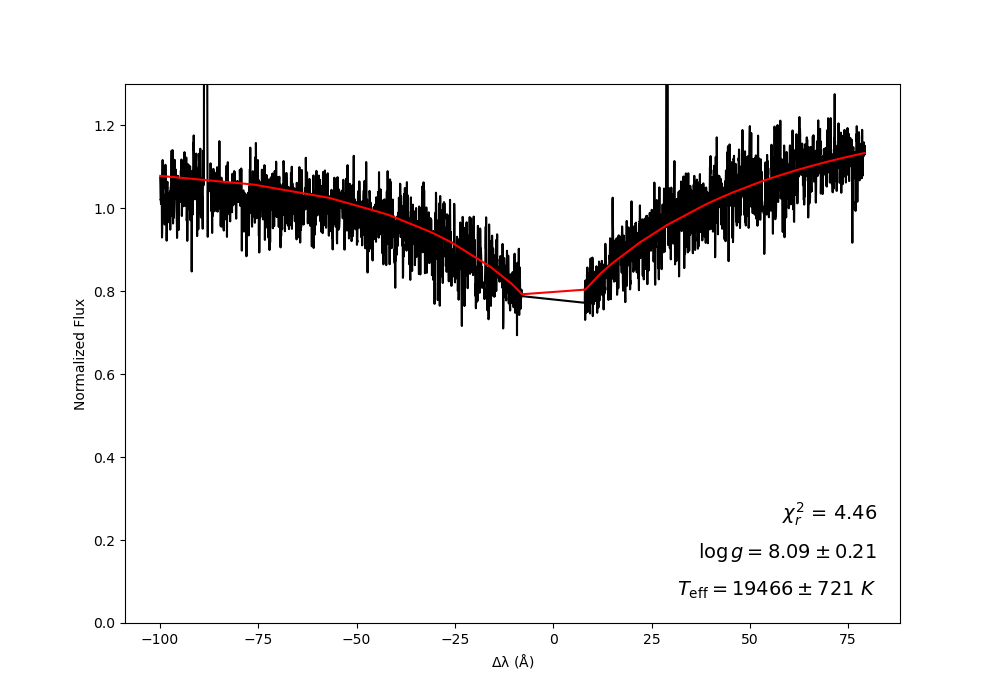 1.2
1.0
0.8
0.6
0.4
0.2
0.0
Normalized Flux
χ²ᵣ = 4.46
log g = 8.09 ± 0.21
T_eff = 19466 ± 721 K
−100 −75 −50 −25 0 25 50 75
Δλ (Å)